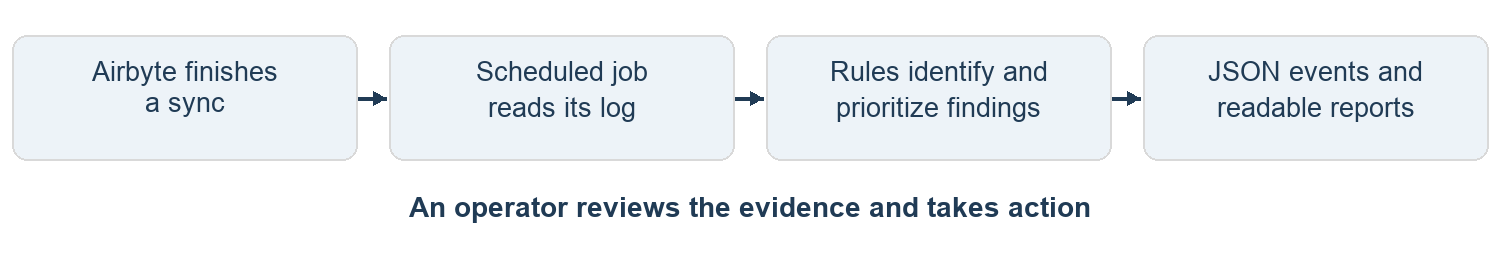 Airbyte finishes
a sync
Scheduled job
reads its log
Rules identify and
prioritize findings
JSON events and
readable reports
An operator reviews the evidence and takes action